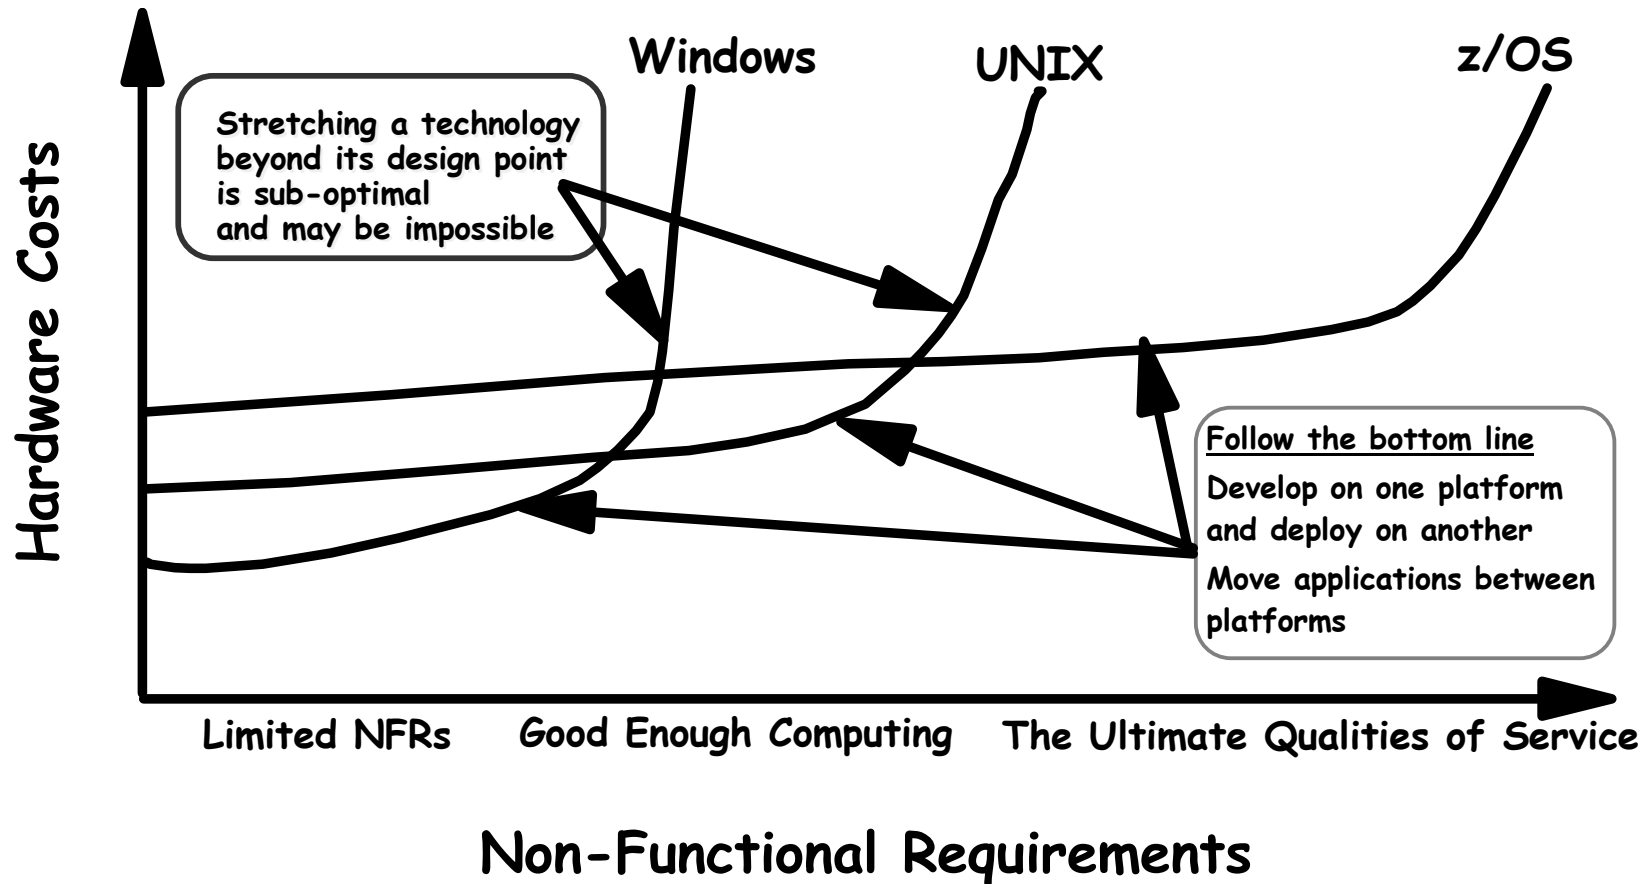 Windows
UNIX
z/OS
Stretching a technology
beyond its design point
is sub-optimal
and may be impossible
Hardware Costs
Follow the bottom line
Develop on one platform
and deploy on another
Move applications between
platforms
Limited NFRs
Good Enough Computing
The Ultimate Qualities of Service
Non-Functional Requirements